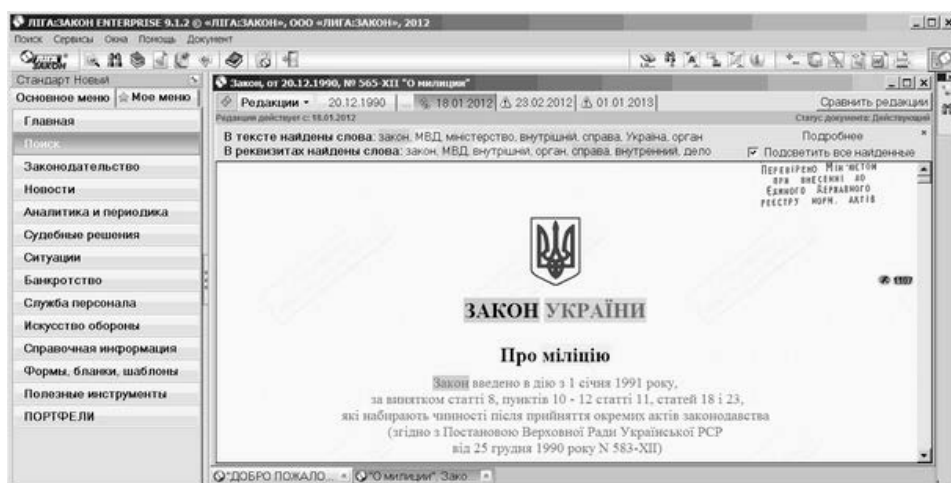 ЛІГА:ЗАКОН ENTERPRISE 9.1.2 © «ЛІГА:ЗАКОН», ООО «ЛИГА:ЗАКОН», 2012
Поиск Сервисы Окна Помощь Документ
ЛІГА ЗАКОН
Стандарт Новый
Основное меню Мое меню
Главная
Поиск
Законодательство
Новости
Аналитика и периодика
Судебные решения
Ситуации
Банкротство
Служба персонала
Искусство обороны
Справочная информация
Формы, бланки, шаблоны
Полезные инструменты
ПОРТФЕЛИ
Закон, от 20.12.1990, № 565-XII "О милиции"
Редакции 20.12.1990 ... 18.01.2012 23.02.2012 01.01.2013 Сравнить редакции
Редакция действует с: 18.01.2012 Статус документа: Действующий
В тексте найдены слова: закон, МВД, міністерство, внутрішній, справа, Україна, орган Подробнее
В реквизитах найдены слова: закон, МВД, внутрішній, орган, справа, внутренний, дело Подсветить все найденные
ПЕРЕВІРЕНО МІН'ЮСТОМ
ПРИ ВНЕСЕННІ ДО
ЄДИНОГО ДЕРЖАВНОГО
РЕЄСТРУ НОРМ. АКТІВ
1107
ЗАКОН УКРАЇНИ
Про міліцію
Закон введено в дію з 1 січня 1991 року,
за винятком статті 8, пунктів 10 - 12 статті 11, статей 18 і 23,
які набирають чинності після прийняття окремих актів законодавства
(згідно з Постановою Верховної Ради Української РСР
від 25 грудня 1990 року N 583-XII)
"ДОБРО ПОЖАЛО... "О милиции", Зако